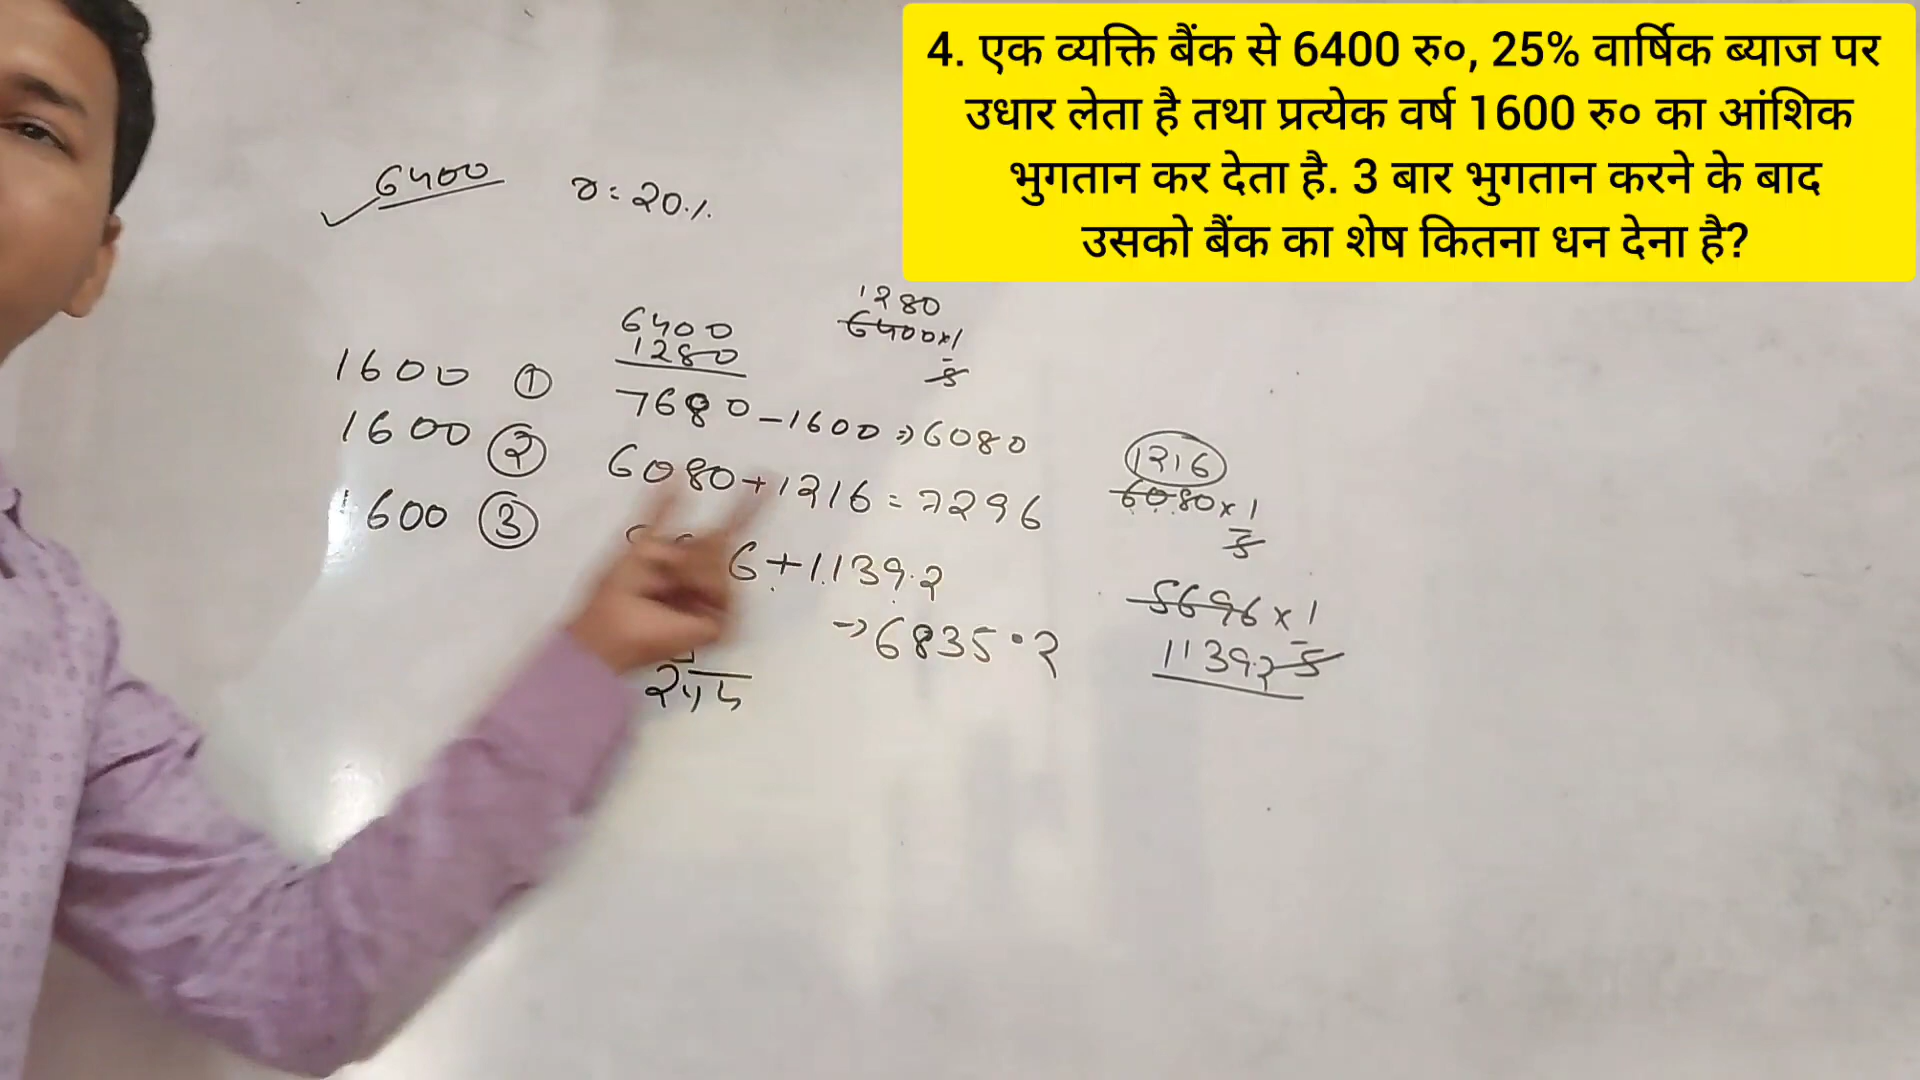 4. एक व्यक्ति बैंक से 6400 रु०, 25% वार्षिक ब्याज पर
उधार लेता है तथा प्रत्येक वर्ष 1600 रु० का आंशिक
भुगतान कर देता है. 3 बार भुगतान करने के बाद
उसको बैंक का शेष कितना धन देना है?
6400
r = 20%
1280
6400×1
5
6400
1280
1600 ①
7680 - 1600 ⇒ 6080
1600 ②
6080 + 1216 = 7296
1216
6080 × 1
5
1600 ③
6 + 1139.2
→ 6835.2
5696 × 1
1139.2 5